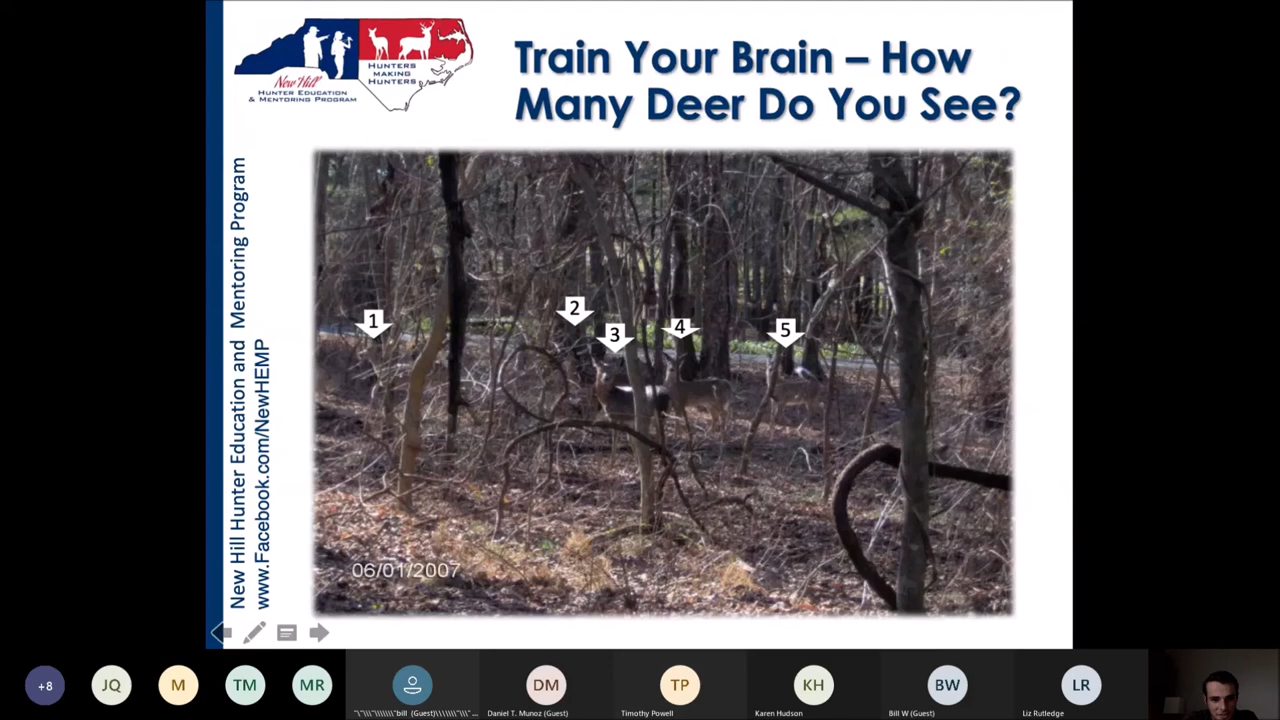 New Hill
HUNTER EDUCATION
& MENTORING PROGRAM
HUNTERS
MAKING
HUNTERS
Train Your Brain – How
Many Deer Do You See?
New Hill Hunter Education and Mentoring Program
www.Facebook.com/NewHEMP
1
2
3
4
5
06/01/2007
+8
JQ
M
TM
MR
"\"\\"\\\\\\\"bill (Guest)\\\\\\\"\\\" ...
DM
Daniel T. Munoz (Guest)
TP
Timothy Powell
KH
Karen Hudson
BW
Bill W (Guest)
LR
Liz Rutledge